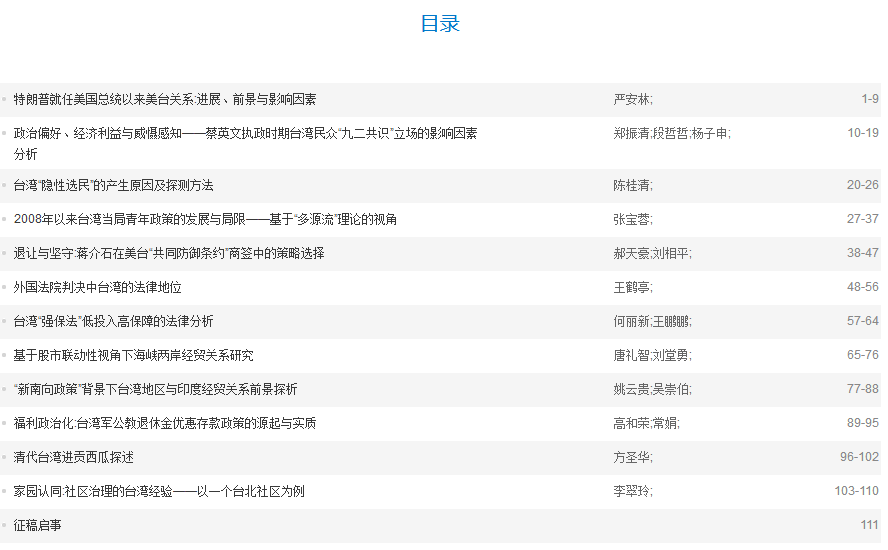 目录
特朗普就任美国总统以来美台关系:进展、前景与影响因素 严安林; 1-9
政治偏好、经济利益与威慑感知——蔡英文执政时期台湾民众“九二共识”立场的影响因素 郑振清;段哲哲;杨子申; 10-19
分析
台湾“隐性选民”的产生原因及探测方法 陈桂清; 20-26
2008年以来台湾当局青年政策的发展与局限——基于“多源流”理论的视角 张宝蓉; 27-37
退让与坚守:蒋介石在美台“共同防御条约”商签中的策略选择 郝天豪;刘相平; 38-47
外国法院判决中台湾的法律地位 王鹤亭; 48-56
台湾“强保法”低投入高保障的法律分析 何丽新;王鹏鹏; 57-64
基于股市联动性视角下海峡两岸经贸关系研究 唐礼智;刘堂勇; 65-76
“新南向政策”背景下台湾地区与印度经贸关系前景探析 姚云贵;吴崇伯; 77-88
福利政治化:台湾军公教退休金优惠存款政策的源起与实质 高和荣;常娟; 89-95
清代台湾进贡西瓜探述 方圣华; 96-102
家园认同:社区治理的台湾经验——以一个台北社区为例 李翠玲; 103-110
征稿启事 111